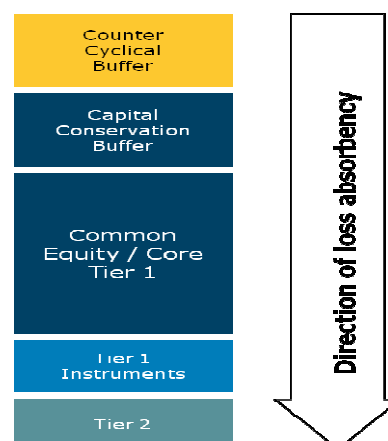 Counter
Cyclical
Buffer
Capital
Conservation
Buffer
Common
Equity / Core
Tier 1
Tier 1
Instruments
Tier 2
Direction of loss absorbency